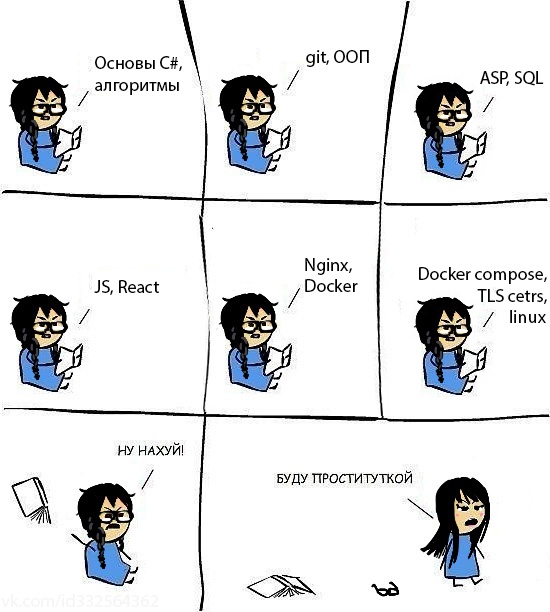 Основы C#,
алгоритмы
git, ООП
ASP, SQL
JS, React
Nginx,
Docker
Docker compose,
TLS cetrs,
linux
НУ НАХУЙ!
БУДУ ПРОСТИТУТКОЙ
vk.com/id332564362